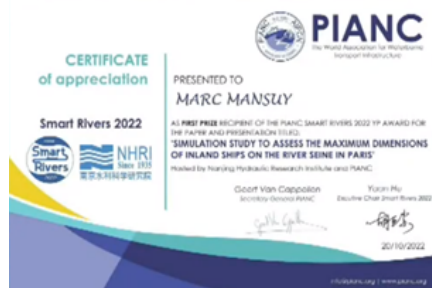 PIANC
The World Association for Waterborne
Transport Infrastructure
CERTIFICATE
of appreciation
PRESENTED TO
MARC MANSUY
Smart Rivers 2022
AS FIRST PRIZE RECIPIENT OF THE PIANC SMART RIVERS 2022 YP AWARD FOR
THE PAPER AND PRESENTATION TITLED:
"SIMULATION STUDY TO ASSESS THE MAXIMUM DIMENSIONS
OF INLAND SHIPS ON THE RIVER SEINE IN PARIS"
Hosted by Nanjing Hydraulic Research Institute and PIANC
Smart
Rivers
NHRI
Since 1935
南京水利科学研究院
Geert Van Cappellen
Secretary-General PIANC
Yuan Hu
Executive Chair Smart Rivers 2022
20/10/2022
info@pianc.org | www.pianc.org